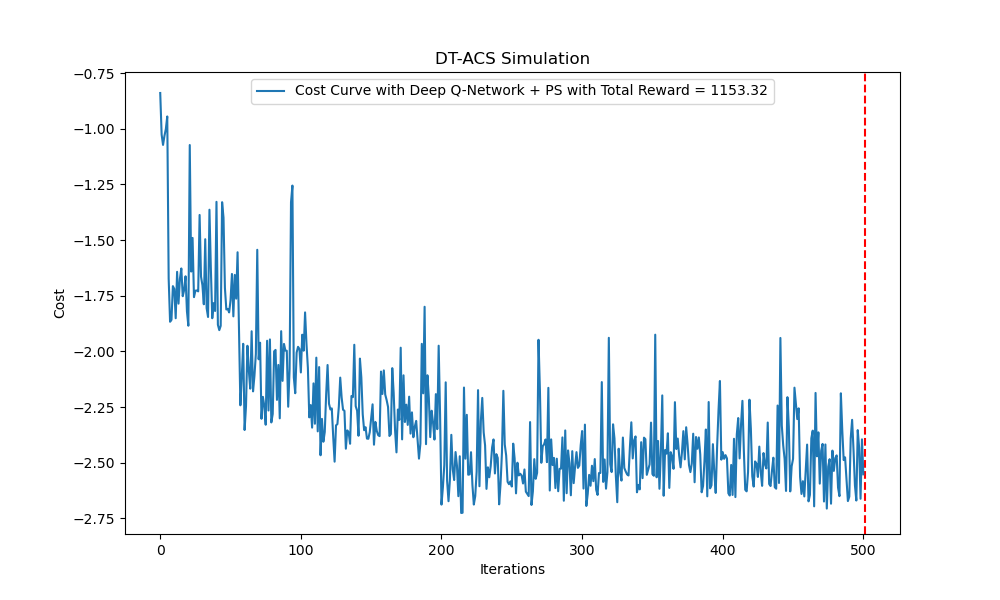 DT-ACS Simulation
Cost Curve with Deep Q-Network + PS with Total Reward = 1153.32
Cost
−0.75
−1.00
−1.25
−1.50
−1.75
−2.00
−2.25
−2.50
−2.75
0 100 200 300 400 500
Iterations